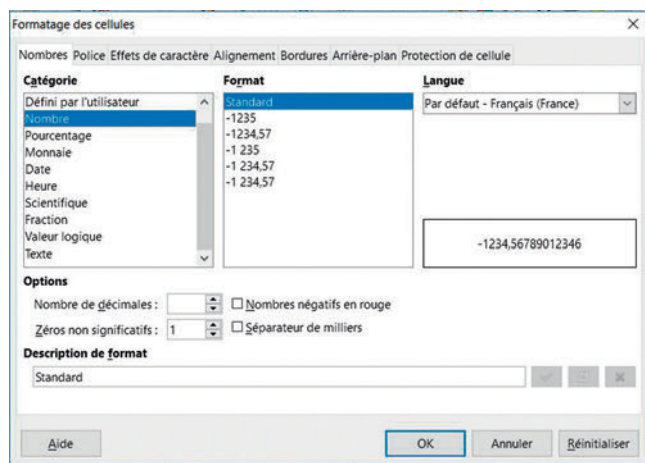 Formatage des cellules
Nombres Police Effets de caractère Alignement Bordures Arrière-plan Protection de cellule
Catégorie
Défini par l'utilisateur
Nombre
Pourcentage
Monnaie
Date
Heure
Scientifique
Fraction
Valeur logique
Texte
Format
Standard
-1235
-1234,57
-1 235
-1 234,57
-1 234,57
Langue
Par défaut - Français (France)
-1234,56789012346
Options
Nombre de décimales :
Nombres négatifs en rouge
Zéros non significatifs : 1
Séparateur de milliers
Description de format
Standard
Aide OK Annuler Réinitialiser